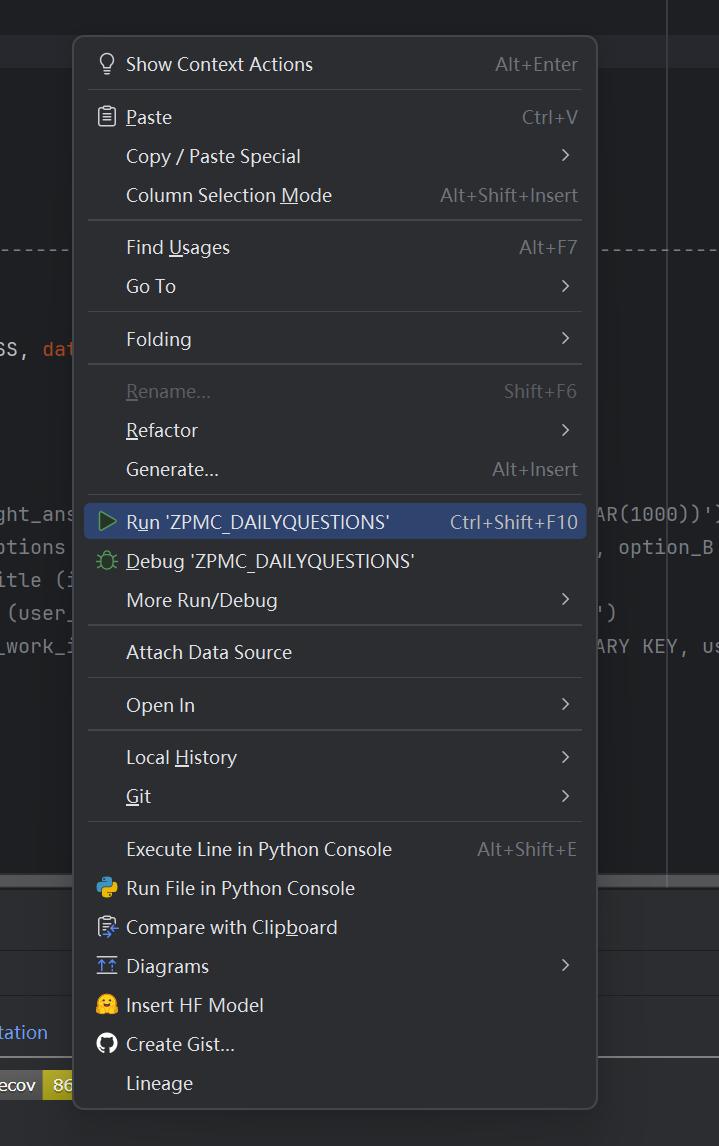 Show Context Actions Alt+Enter
Paste Ctrl+V
Copy / Paste Special
Column Selection Mode Alt+Shift+Insert
Find Usages Alt+F7
Go To
Folding
SS, dat
Rename... Shift+F6
Refactor
Generate... Alt+Insert
ght_ans AR(1000))')
Run 'ZPMC_DAILYQUESTIONS' Ctrl+Shift+F10
ptions , option_B
Debug 'ZPMC_DAILYQUESTIONS'
itle (i
More Run/Debug
(user_ ')
_work_i ARY KEY, us
Attach Data Source
Open In
Local History
Git
Execute Line in Python Console Alt+Shift+E
Run File in Python Console
Compare with Clipboard
Diagrams
Insert HF Model
tation
Create Gist...
ecov 86
Lineage